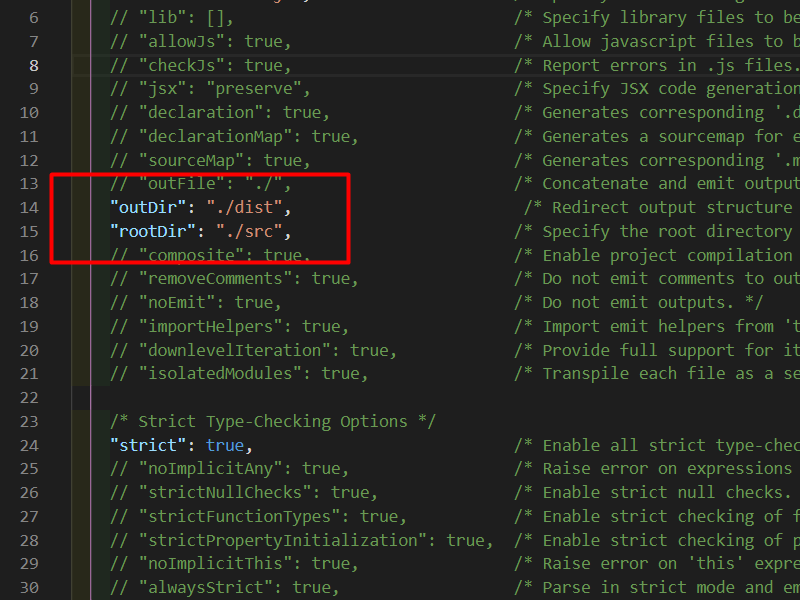 6 // "lib": [], /* Specify library files to be
7 // "allowJs": true, /* Allow javascript files to b
8 // "checkJs": true, /* Report errors in .js files.
9 // "jsx": "preserve", /* Specify JSX code generation
10 // "declaration": true, /* Generates corresponding '.d
11 // "declarationMap": true, /* Generates a sourcemap for e
12 // "sourceMap": true, /* Generates corresponding '.m
13 // "outFile": "./", /* Concatenate and emit output
14 "outDir": "./dist", /* Redirect output structure
15 "rootDir": "./src", /* Specify the root directory
16 // "composite": true, /* Enable project compilation
17 // "removeComments": true, /* Do not emit comments to out
18 // "noEmit": true, /* Do not emit outputs. */
19 // "importHelpers": true, /* Import emit helpers from 't
20 // "downlevelIteration": true, /* Provide full support for it
21 // "isolatedModules": true, /* Transpile each file as a se
22
23 /* Strict Type-Checking Options */
24 "strict": true, /* Enable all strict type-chec
25 // "noImplicitAny": true, /* Raise error on expressions
26 // "strictNullChecks": true, /* Enable strict null checks.
27 // "strictFunctionTypes": true, /* Enable strict checking of f
28 // "strictPropertyInitialization": true, /* Enable strict checking of p
29 // "noImplicitThis": true, /* Raise error on 'this' expre
30 // "alwaysStrict": true, /* Parse in strict mode and em